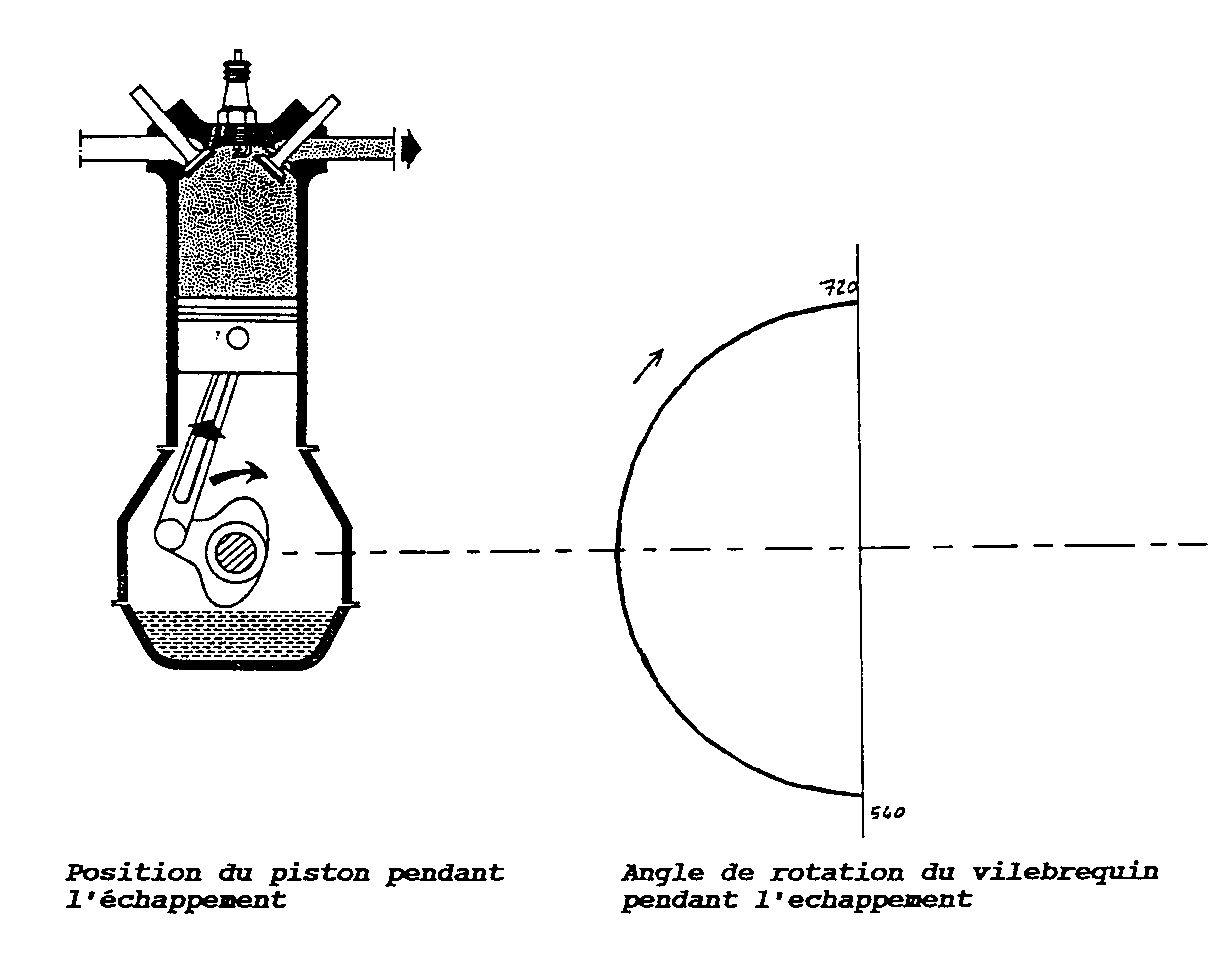 720
540
Position du piston pendant
l'échappement
Angle de rotation du vilebrequin
pendant l'echappement